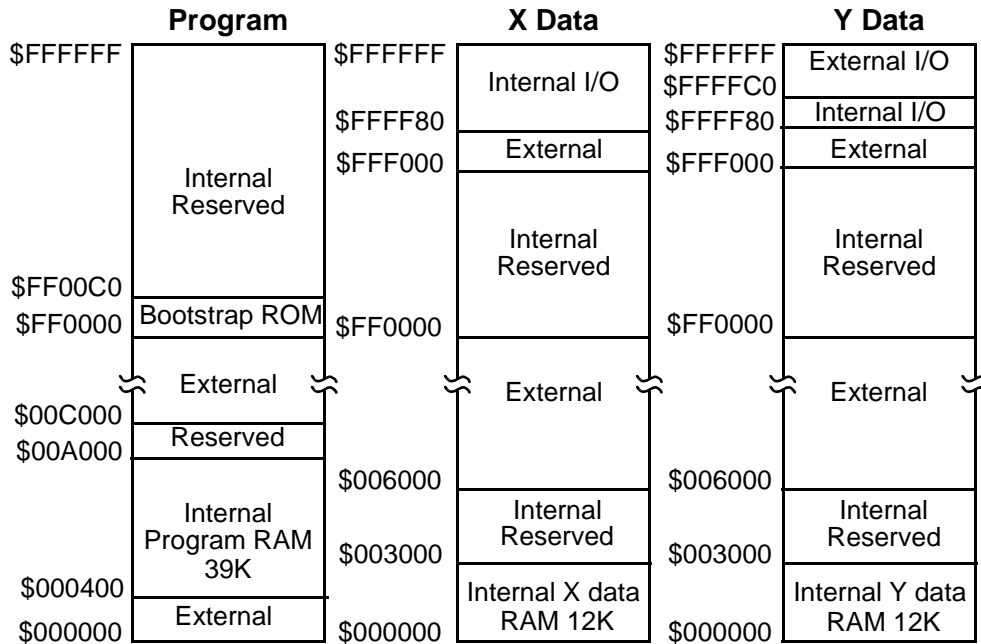 Program
$FFFFFF
Internal
Reserved
$FF00C0
Bootstrap ROM
$FF0000
External
$00C000
Reserved
$00A000
Internal
Program RAM
39K
$000400
External
$000000
X Data
$FFFFFF
Internal I/O
$FFFF80
External
$FFF000
Internal
Reserved
$FF0000
External
$006000
Internal
Reserved
$003000
Internal X data
RAM 12K
$000000
Y Data
$FFFFFF
External I/O
$FFFFC0
Internal I/O
$FFFF80
External
$FFF000
Internal
Reserved
$FF0000
External
$006000
Internal
Reserved
$003000
Internal Y data
RAM 12K
$000000